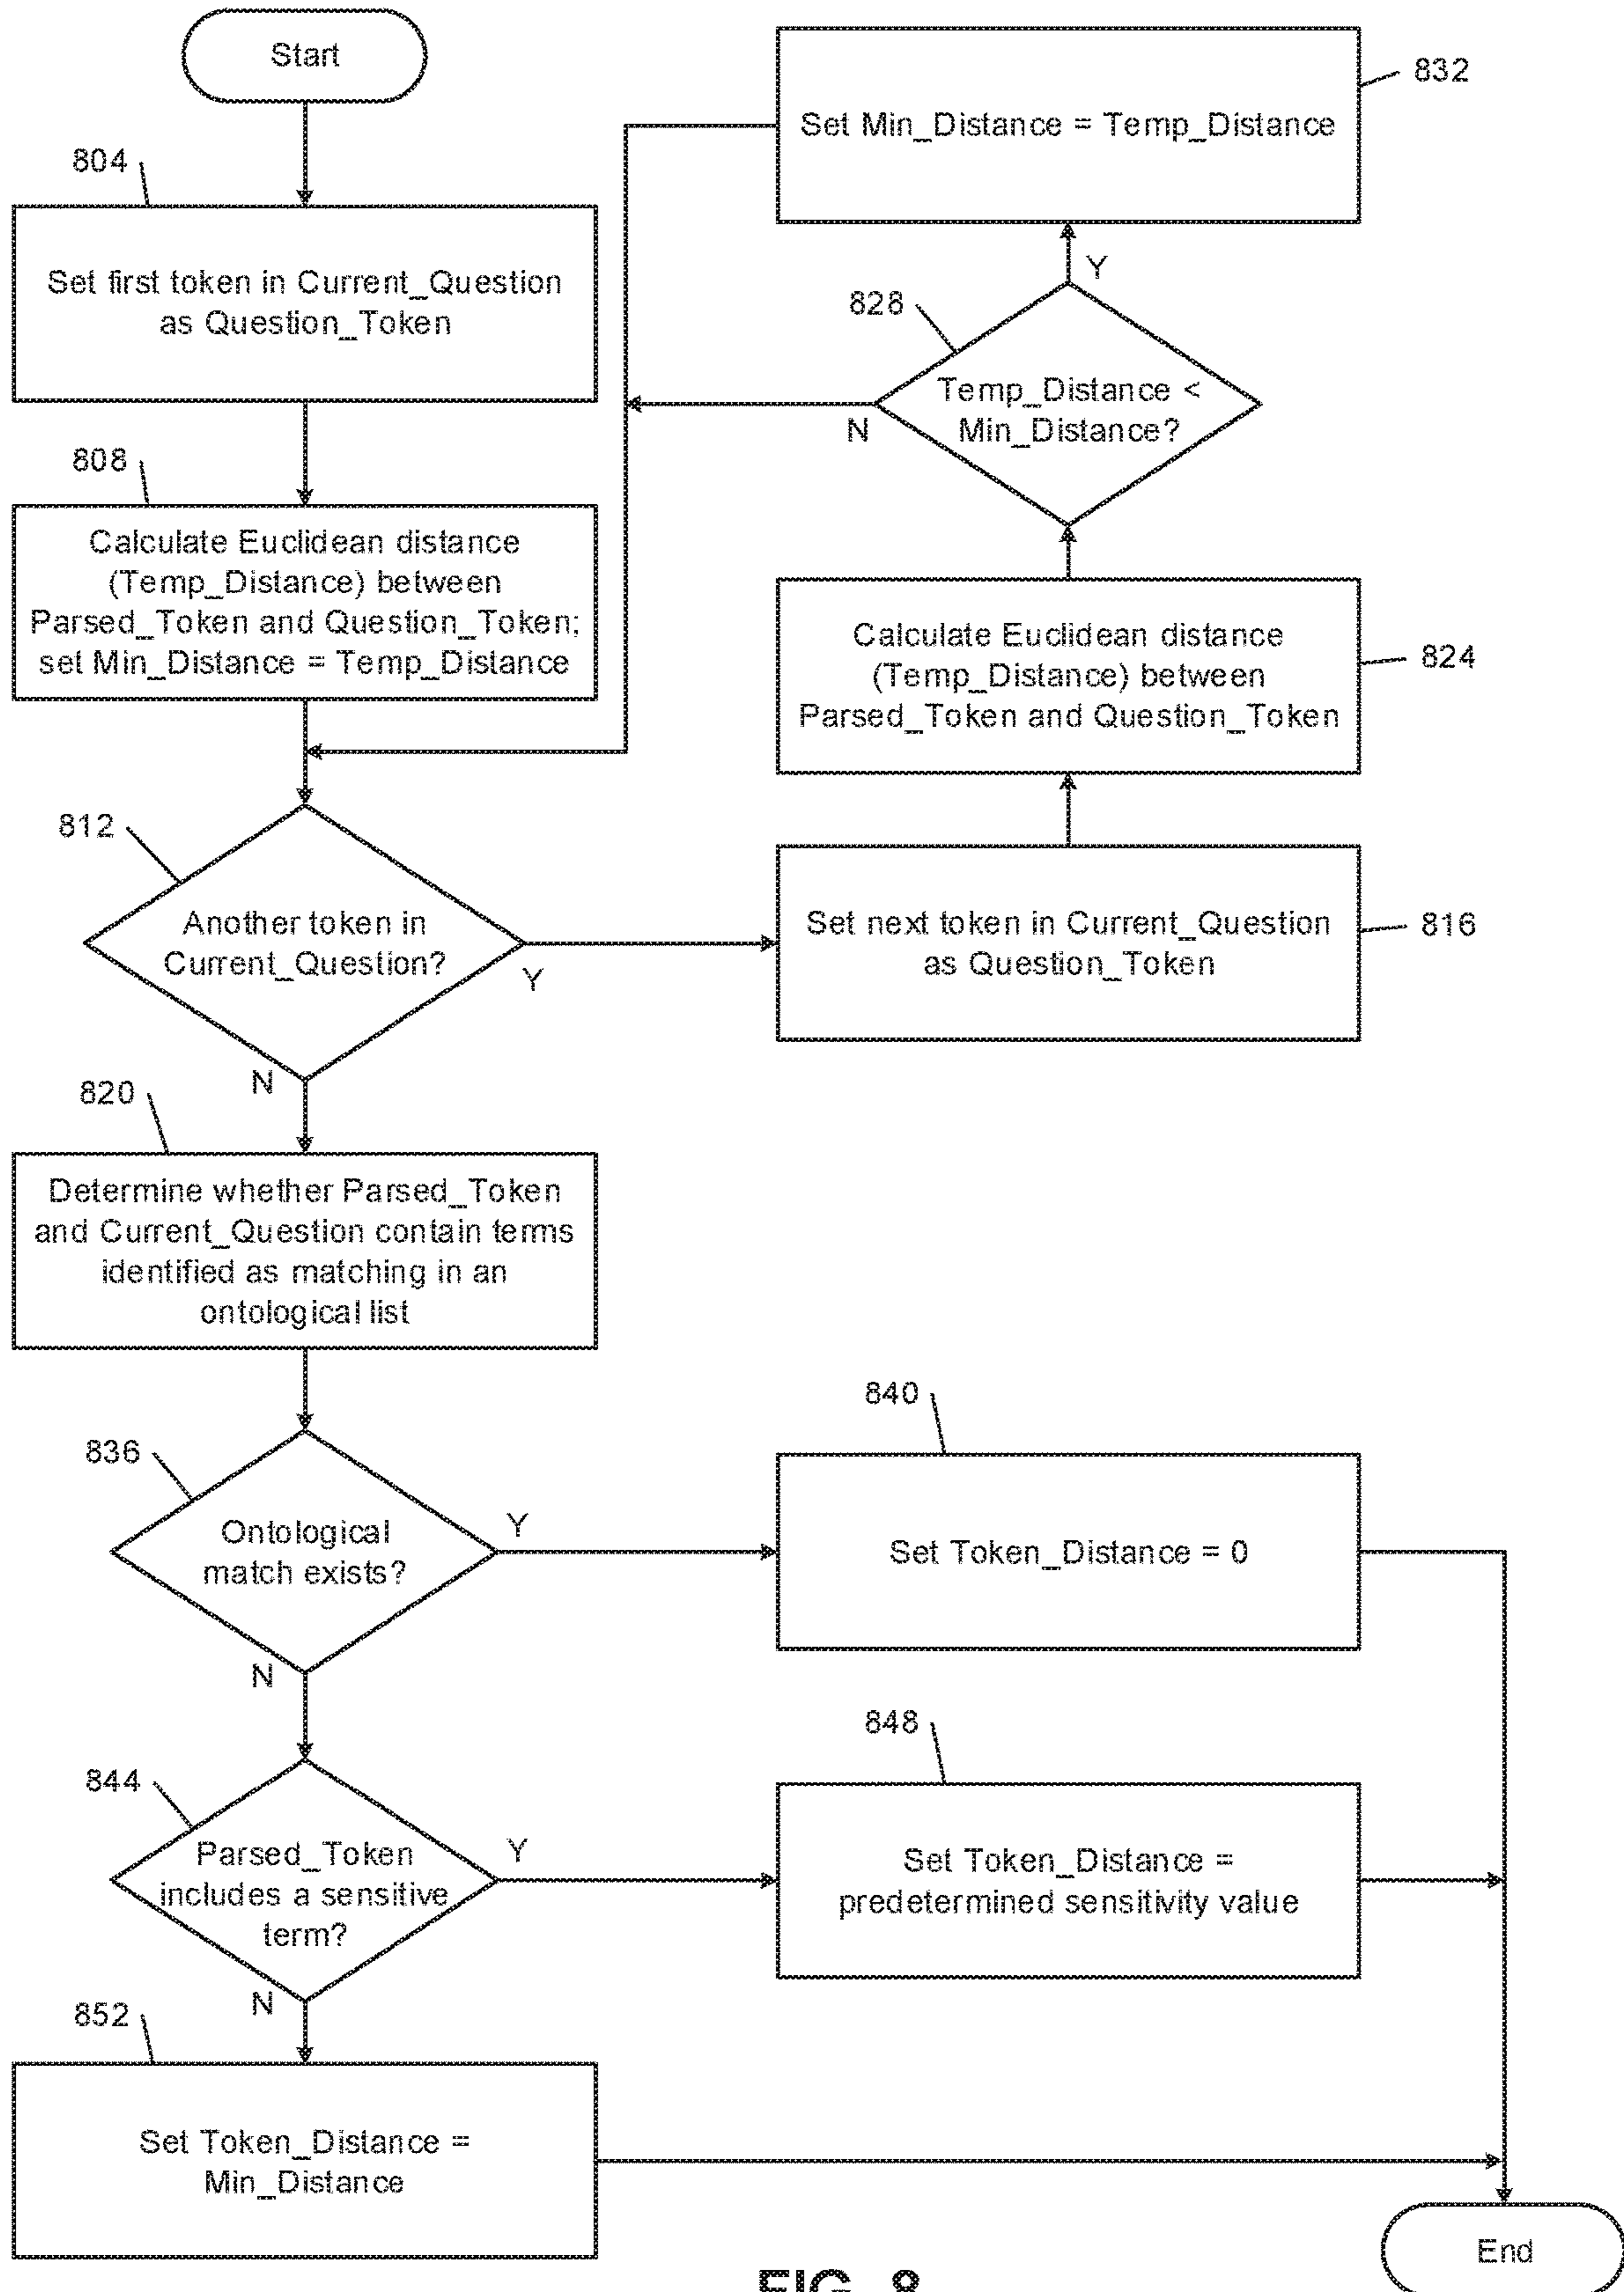 Start
804
Set first token in Current_Question
as Question_Token
808
Calculate Euclidean distance
(Temp_Distance) between
Parsed_Token and Question_Token;
set Min_Distance = Temp_Distance
812
Another token in
Current_Question?
Y
N
816
Set next token in Current_Question
as Question_Token
824
Calculate Euclidean distance
(Temp_Distance) between
Parsed_Token and Question_Token
828
Temp_Distance <
Min_Distance?
Y
N
832
Set Min_Distance = Temp_Distance
820
Determine whether Parsed_Token
and Current_Question contain terms
identified as matching in an
ontological list
836
Ontological
match exists?
Y
N
840
Set Token_Distance = 0
844
Parsed_Token
includes a sensitive
term?
Y
N
848
Set Token_Distance =
predetermined sensitivity value
852
Set Token_Distance =
Min_Distance
End
FIG. 8